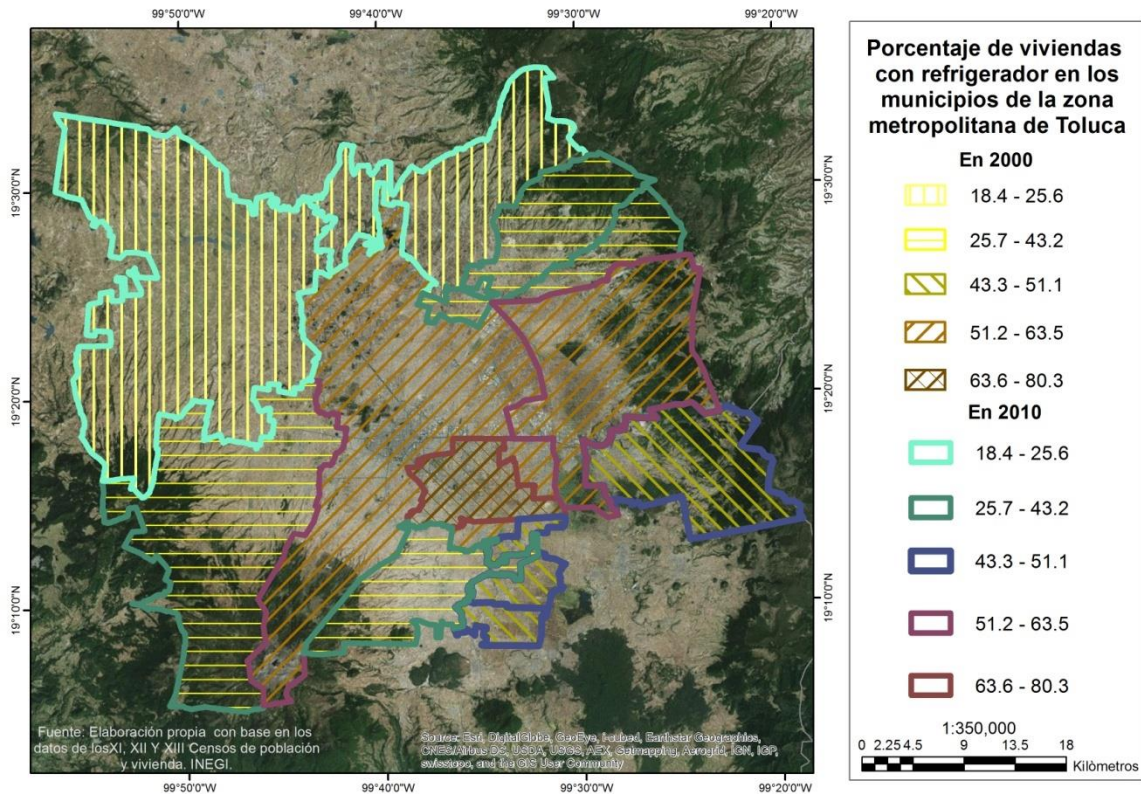 99°50'0"W 99°40'0"W 99°30'0"W 99°20'0"W
19°30'0"N
19°20'0"N
19°10'0"N
19°30'0"N
19°20'0"N
19°10'0"N
99°50'0"W 99°40'0"W 99°30'0"W 99°20'0"W
Fuente: Elaboración propia con base en los
datos de losXI, XII Y XIII Censos de población
y vivienda. INEGI.
Source: Esri, DigitalGlobe, GeoEye, i-cubed, Earthstar Geographics,
CNES/Airbus DS, USDA, USGS, AEX, Getmapping, Aerogrid, IGN, IGP,
swisstopo, and the GIS User Community
Porcentaje de viviendas
con refrigerador en los
municipios de la zona
metropolitana de Toluca
En 2000
18.4 - 25.6
25.7 - 43.2
43.3 - 51.1
51.2 - 63.5
63.6 - 80.3
En 2010
18.4 - 25.6
25.7 - 43.2
43.3 - 51.1
51.2 - 63.5
63.6 - 80.3
1:350,000
0 2.25 4.5 9 13.5 18
Kilòmetros